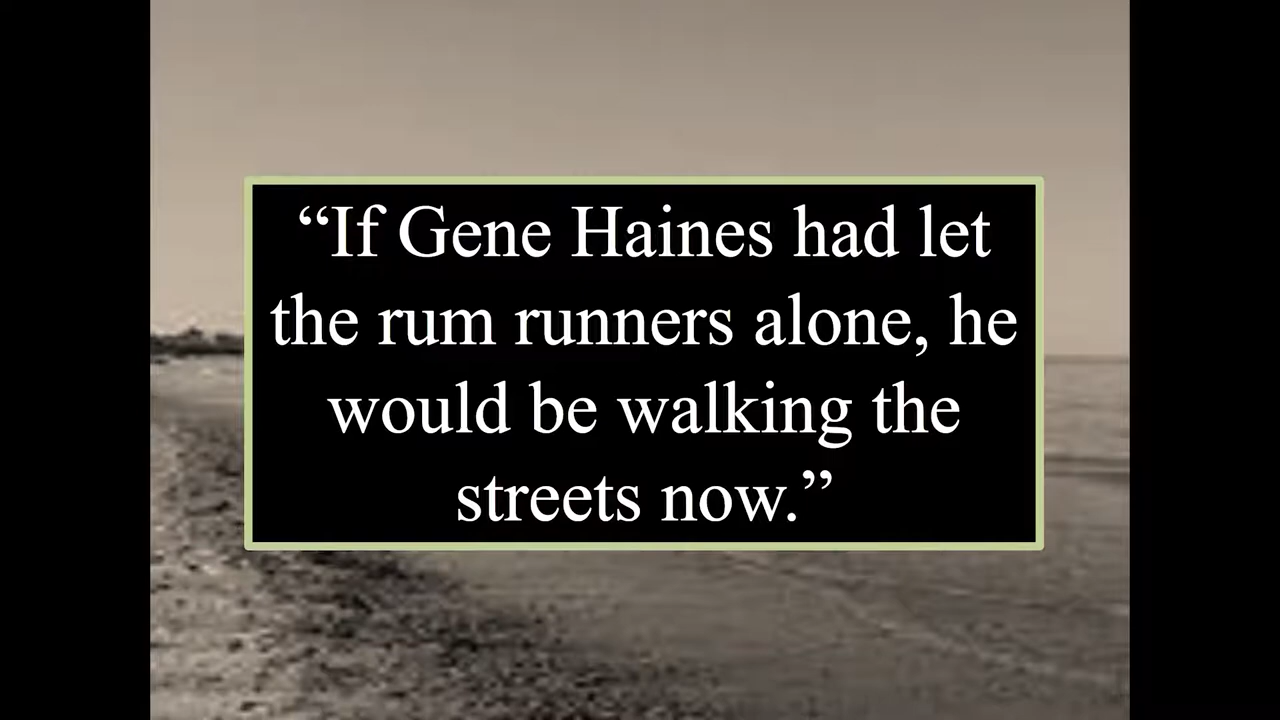 “If Gene Haines had let
the rum runners alone, he
would be walking the
streets now.”